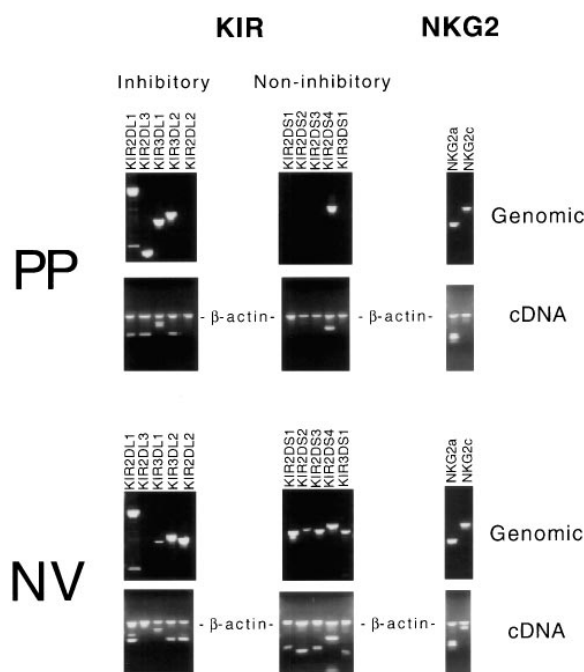 KIR NKG2
Inhibitory Non-inhibitory
KIR2DL1
KIR2DL3
KIR3DL1
KIR3DL2
KIR2DL2
KIR2DS1
KIR2DS2
KIR2DS3
KIR2DS4
KIR3DS1
NKG2a
NKG2c
Genomic
PP
- β-actin- - β-actin- cDNA
KIR2DL1
KIR2DL3
KIR3DL1
KIR3DL2
KIR2DL2
KIR2DS1
KIR2DS2
KIR2DS3
KIR2DS4
KIR3DS1
NKG2a
NKG2c
Genomic
NV
- β-actin- - β-actin- cDNA